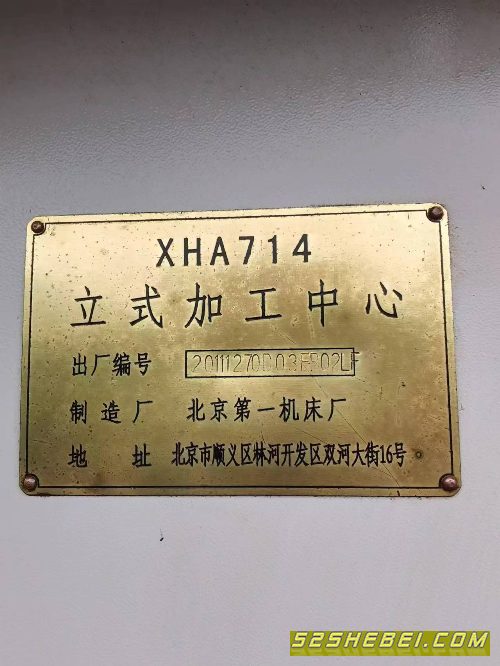 XHA714
立式加工中心
出厂编号
制造厂 北京第一机床厂
地址 北京市顺义区林河开发区双河大街16号
52SHEBEI.COM